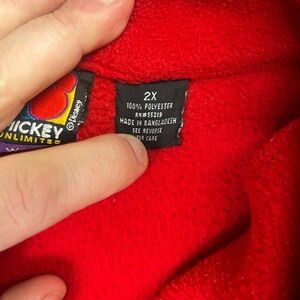 MICKEY
UNLIMITED
©Disney
2X
100% POLYESTER
RN#55219
MADE IN BANGLADESH
SEE REVERSE
FOR CARE